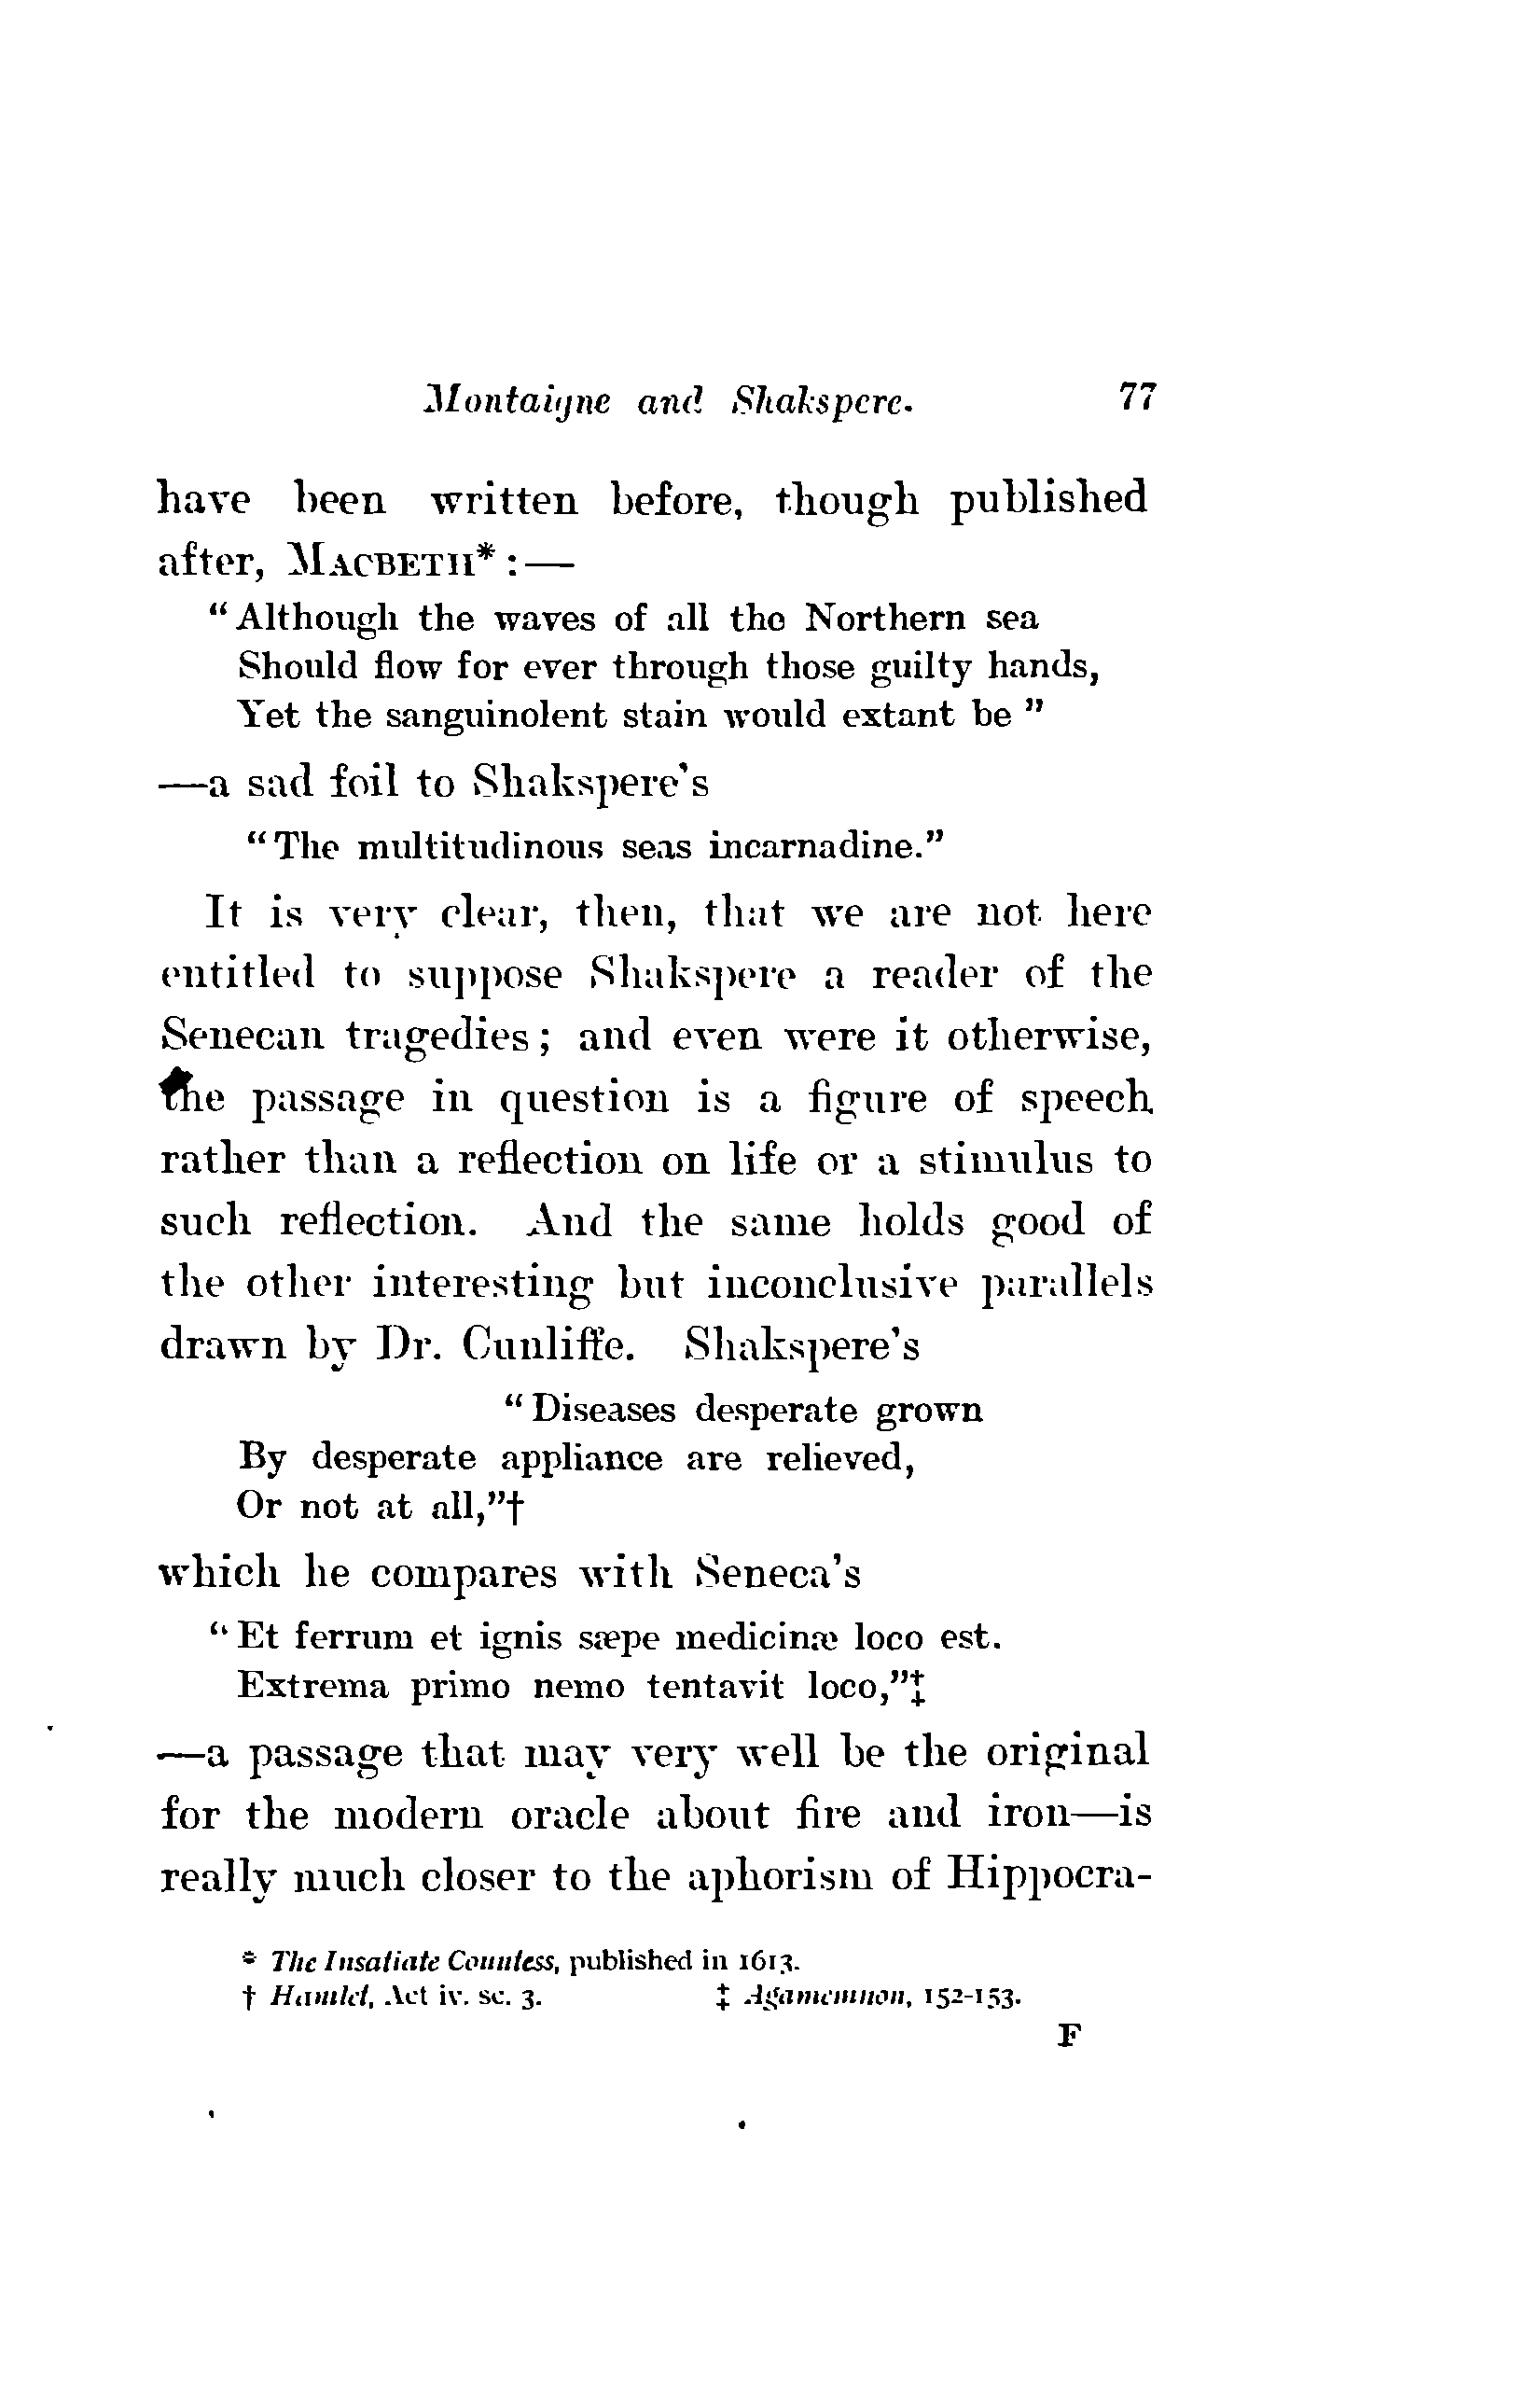 Montaigne and Shakspere. 77
have been written before, though published
after, MACBETH* :—
"Although the waves of all the Northern sea
Should flow for ever through those guilty hands,
Yet the sanguinolent stain would extant be "
—a sad foil to Shakspere's
"The multitudinous seas incarnadine."
It is very clear, then, that we are not here
entitled to suppose Shakspere a reader of the
Senecan tragedies; and even were it otherwise,
the passage in question is a figure of speech
rather than a reflection on life or a stimulus to
such reflection. And the same holds good of
the other interesting but inconclusive parallels
drawn by Dr. Cunliffe. Shakspere's
"Diseases desperate grown
By desperate appliance are relieved,
Or not at all,"†
which he compares with Seneca's
"Et ferrum et ignis sæpe medicinæ loco est.
Extrema primo nemo tentavit loco,"‡
—a passage that may very well be the original
for the modern oracle about fire and iron—is
really much closer to the aphorism of Hippocra-
* The Insatiate Countess, published in 1613.
† Hamlet, Act iv. sc. 3. ‡ Agamemnon, 152-153.
F